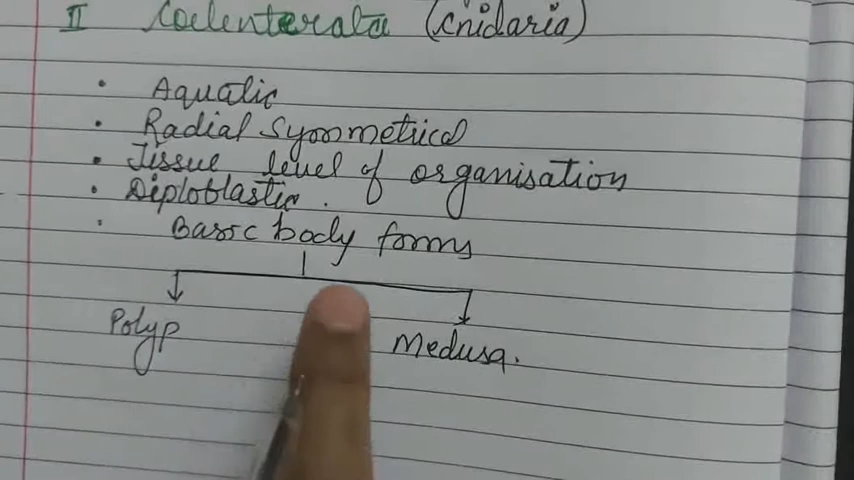 II Coelenterata (Cnidaria)
• Aquatic
• Radial Symmetrical
• Tissue level of organisation
• Diploblastic.
• Basic body forms
Polyp Medusa.